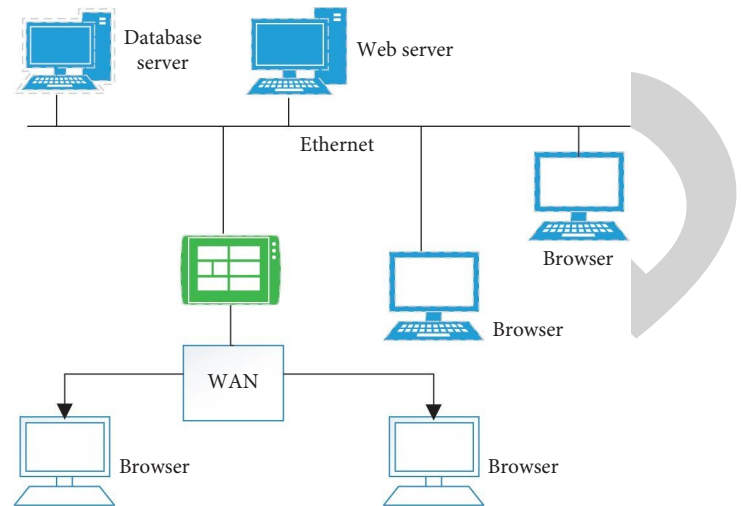 Database
server
Web server
Ethernet
Browser
Browser
WAN
Browser
Browser